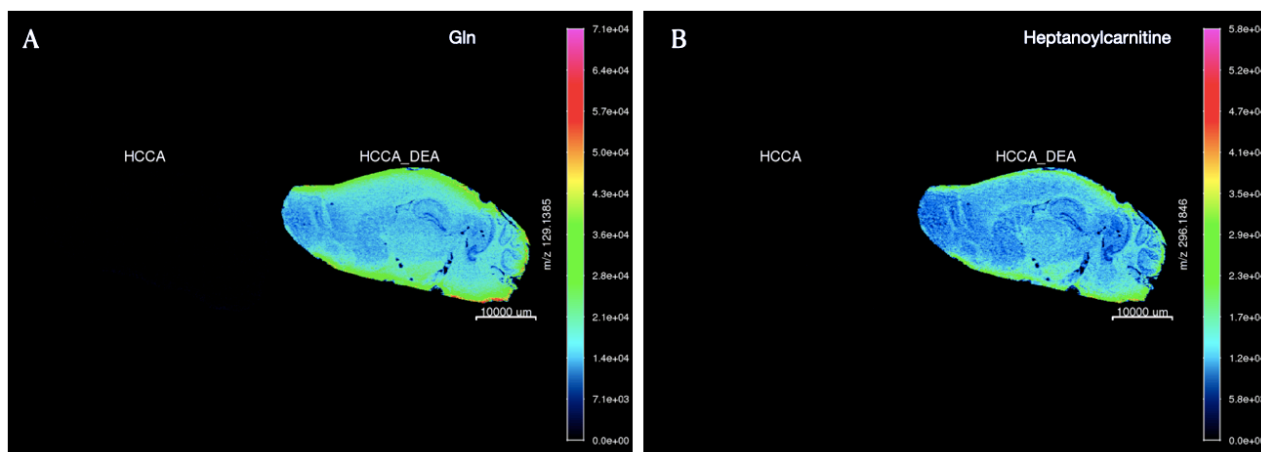 A
Gln
HCCA
HCCA_DEA
10000 um
m/z 129.1385
7.1e+04
6.4e+04
5.7e+04
5.0e+04
4.3e+04
3.6e+04
2.8e+04
2.1e+04
1.4e+04
7.1e+03
0.0e+00
B
Heptanoylcarnitine
HCCA
HCCA_DEA
10000 um
m/z 296.1846
5.8e+04
5.2e+04
4.7e+04
4.1e+04
3.5e+04
2.9e+04
2.3e+04
1.7e+04
1.2e+04
5.8e+03
0.0e+00